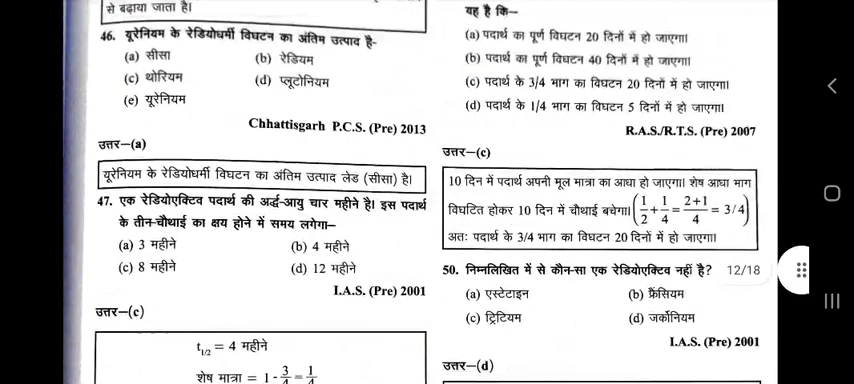 से बढ़ाया जाता है।
46. यूरेनियम के रेडियोधर्मी विघटन का अंतिम उत्पाद है-
(a) सीसा (b) रेडियम
(c) थोरियम (d) प्लूटोनियम
(e) यूरेनियम
Chhattisgarh P.C.S. (Pre) 2013
उत्तर—(a)
यूरेनियम के रेडियोधर्मी विघटन का अंतिम उत्पाद लेड (सीसा) है।
47. एक रेडियोएक्टिव पदार्थ की अर्द्ध-आयु चार महीने है। इस पदार्थ
के तीन-चौथाई का क्षय होने में समय लगेगा—
(a) 3 महीने (b) 4 महीने
(c) 8 महीने (d) 12 महीने
I.A.S. (Pre) 2001
उत्तर—(c)
t1/2 = 4 महीने
शेष मात्रा = 1 - 3/4 = 1/4
यह है कि—
(a) पदार्थ का पूर्ण विघटन 20 दिनों में हो जाएगा।
(b) पदार्थ का पूर्ण विघटन 40 दिनों में हो जाएगा।
(c) पदार्थ के 3/4 भाग का विघटन 20 दिनों में हो जाएगा।
(d) पदार्थ के 1/4 भाग का विघटन 5 दिनों में हो जाएगा।
R.A.S./R.T.S. (Pre) 2007
उत्तर—(c)
10 दिन में पदार्थ अपनी मूल मात्रा का आधा हो जाएगा। शेष आधा भाग
विघटित होकर 10 दिन में चौथाई बचेगा। (1/2 + 1/4 = 2+1/4 = 3/4)
अतः पदार्थ के 3/4 भाग का विघटन 20 दिनों में हो जाएगा।
50. निम्नलिखित में से कौन-सा एक रेडियोएक्टिव नहीं है? 12/18
(a) एस्टेटाइन (b) फ्रैंसियम
(c) ट्रिटियम (d) जर्कोनियम
I.A.S. (Pre) 2001
उत्तर—(d)